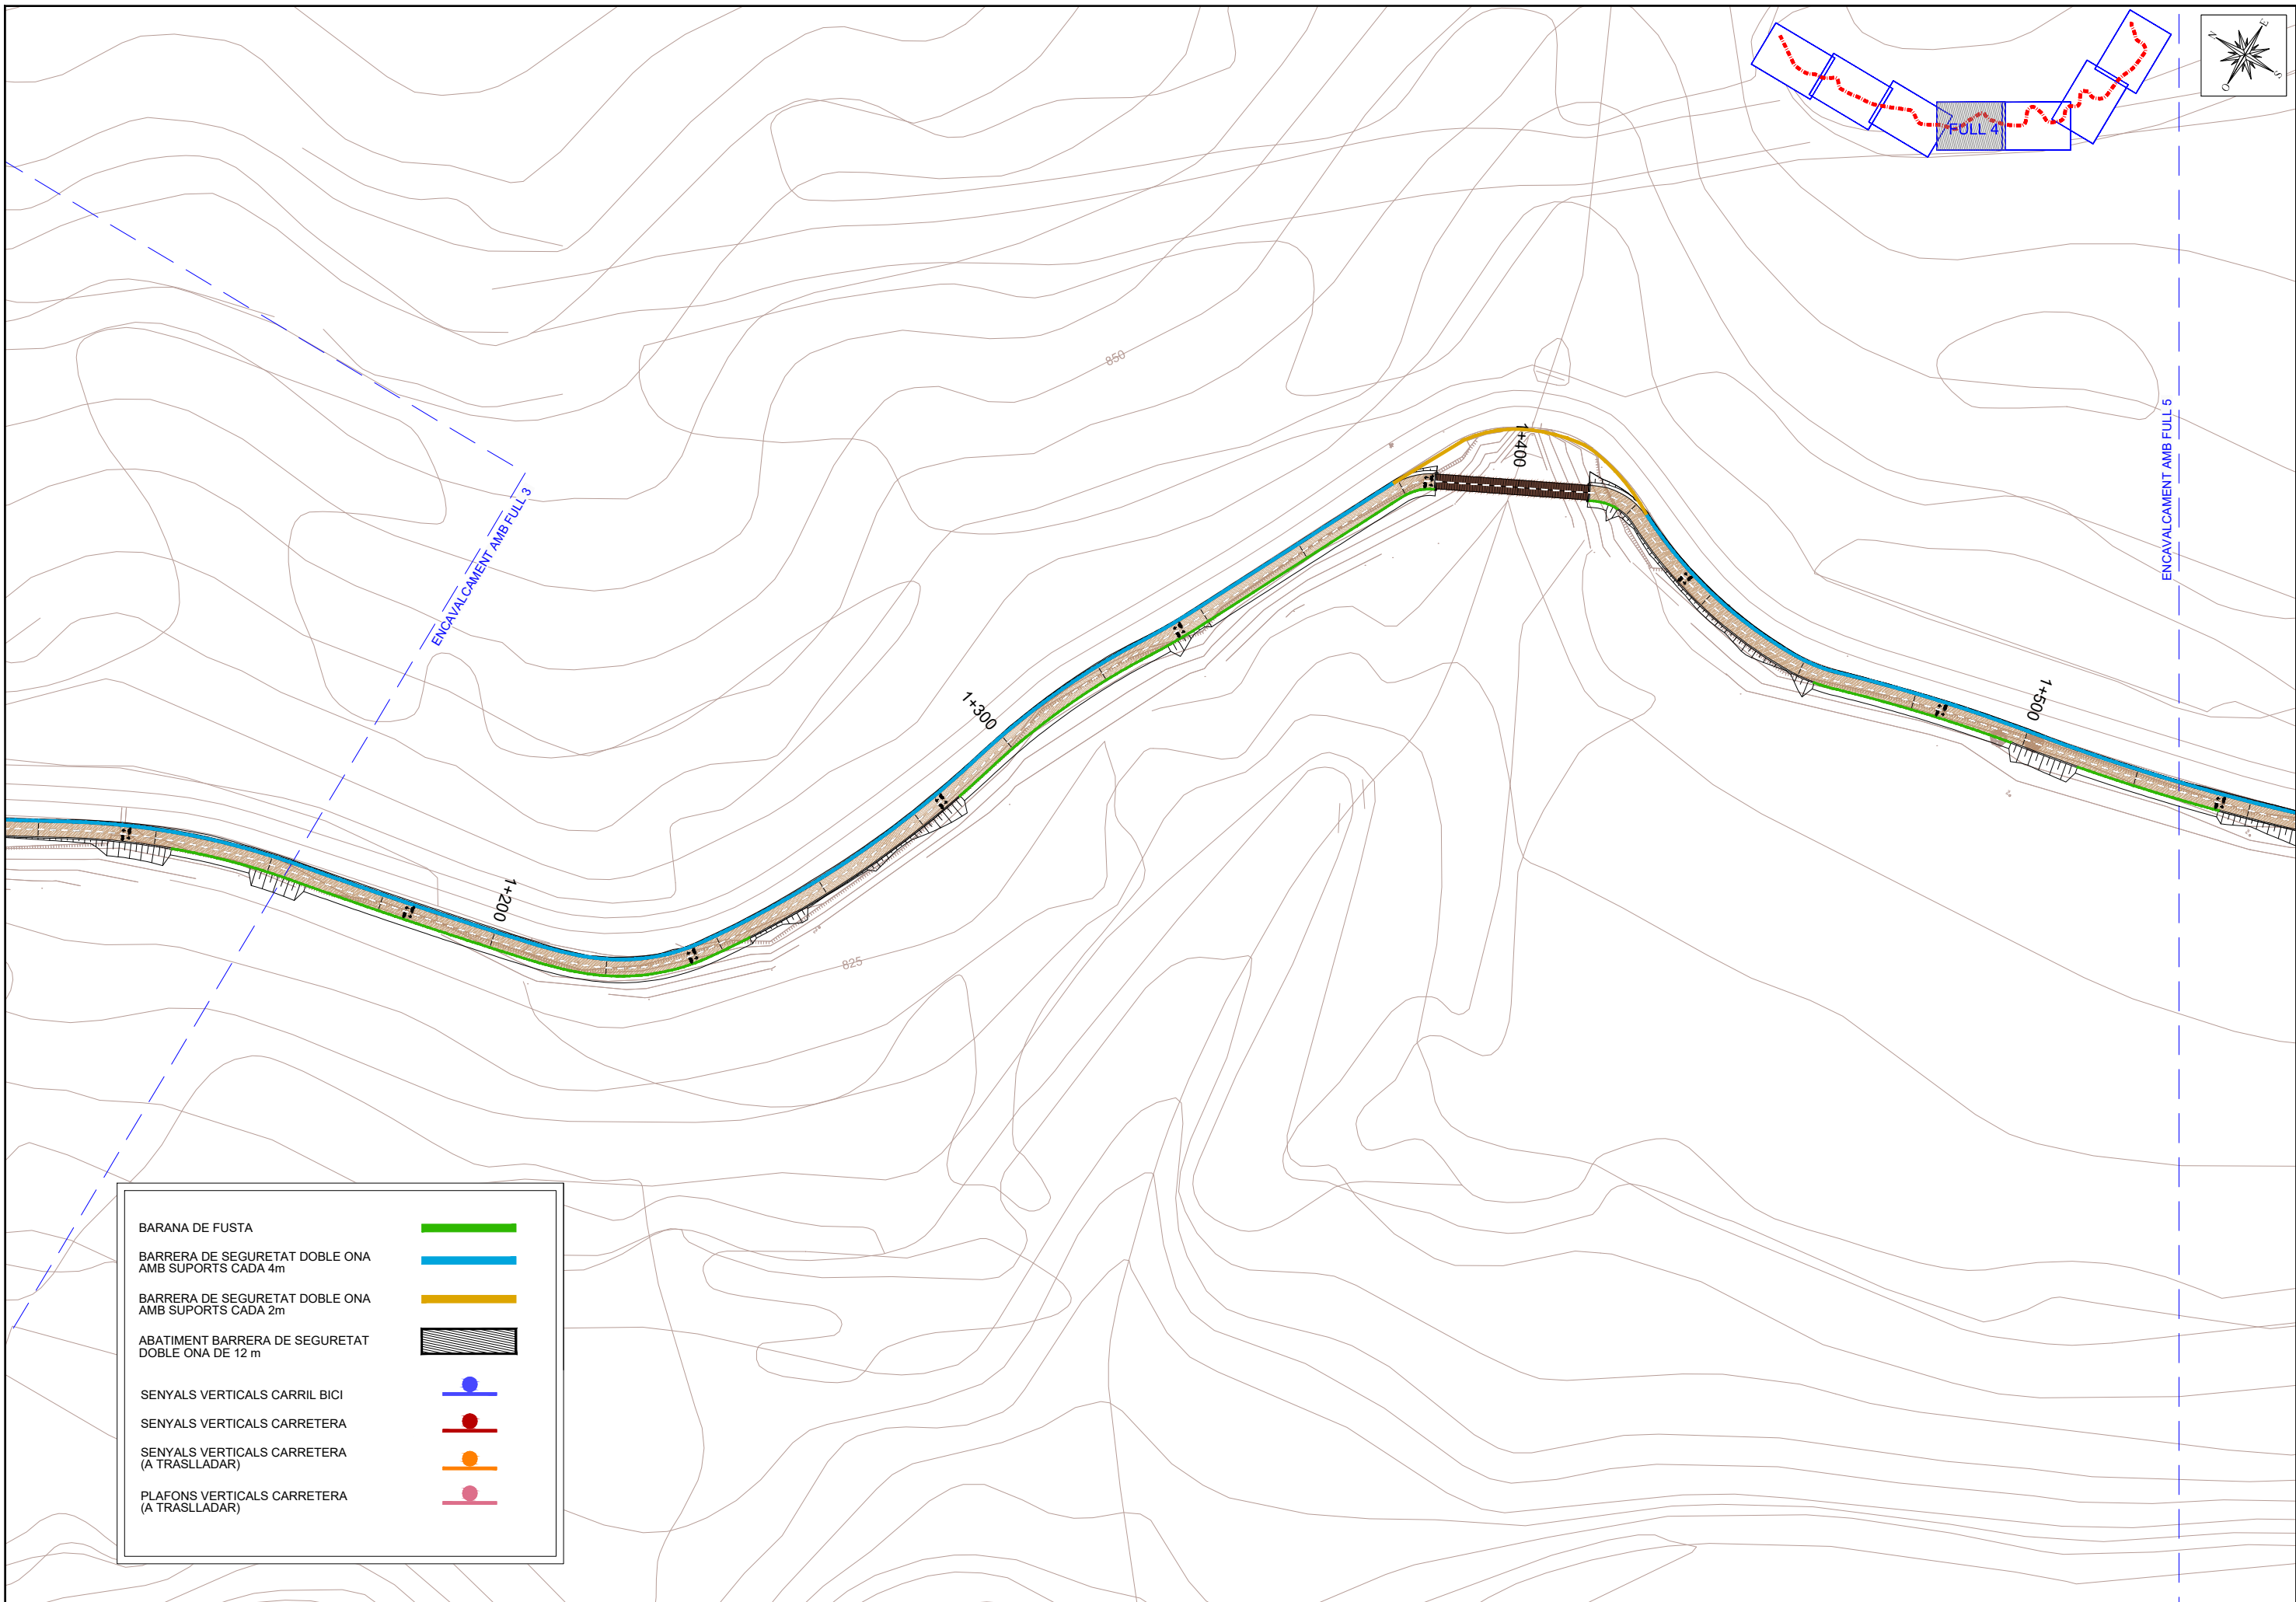 N
E
O
S
FULL 4
850
ENCAVALCAMENT AMB FULL 5
1+400
ENCAVALCAMENT AMB FULL 3
1+300
1+500
1+200
825
BARANA DE FUSTA
BARRERA DE SEGURETAT DOBLE ONA
AMB SUPORTS CADA 4m
BARRERA DE SEGURETAT DOBLE ONA
AMB SUPORTS CADA 2m
ABATIMENT BARRERA DE SEGURETAT
DOBLE ONA DE 12 m
SENYALS VERTICALS CARRIL BICI
SENYALS VERTICALS CARRETERA
SENYALS VERTICALS CARRETERA
(A TRASLLADAR)
PLAFONS VERTICALS CARRETERA
(A TRASLLADAR)